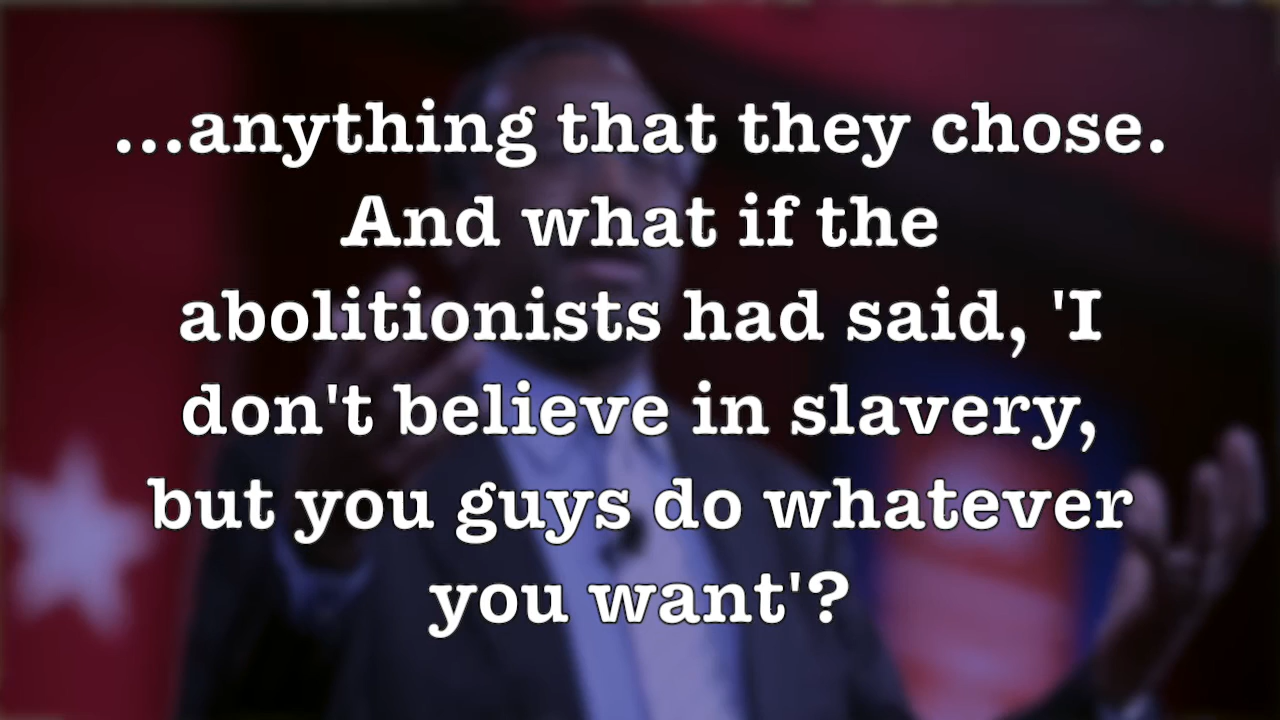 ...anything that they chose.
And what if the
abolitionists had said, 'I
don't believe in slavery,
but you guys do whatever
you want'?